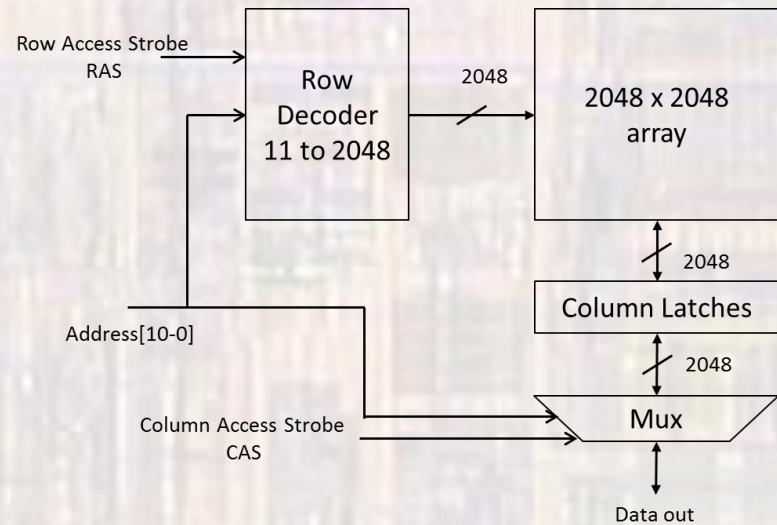 Row Access Strobe
RAS
Row
Decoder
11 to 2048
2048
2048 x 2048
array
2048
Column Latches
Address[10-0]
2048
Column Access Strobe
CAS
Mux
Data out